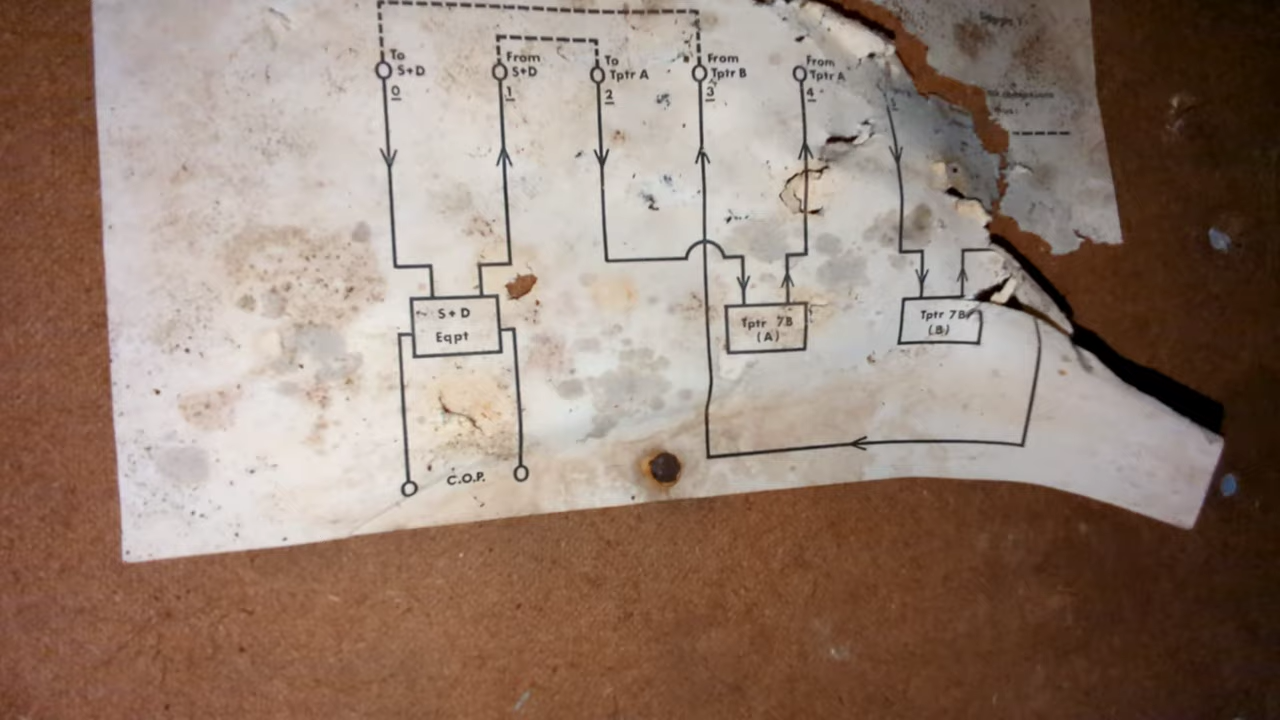 To
S+D
0
From
S+D
1
To
Tptr A
2
From
Tptr B
3
From
Tptr A
4
S+D
Eqpt
Tptr 7B
(A)
Tptr 7B
(B)
C.O.P.